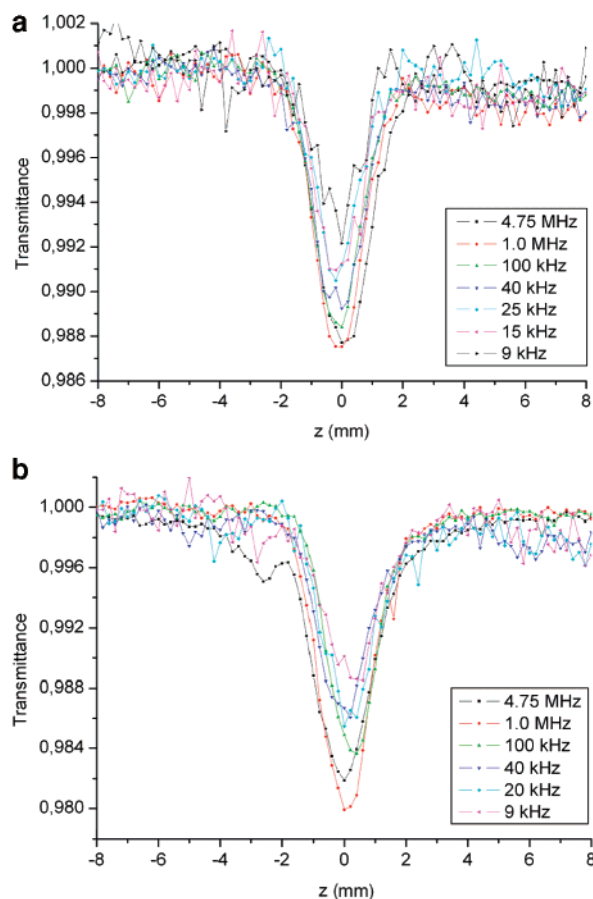 a
1,002
1,000
0,998
0,996
0,994
0,992
0,990
0,988
0,986
Transmittance
4.75 MHz
1.0 MHz
100 kHz
40 kHz
25 kHz
15 kHz
9 kHz
-8 -6 -4 -2 0 2 4 6 8
z (mm)
b
1,000
0,996
0,992
0,988
0,984
0,980
Transmittance
4.75 MHz
1.0 MHz
100 kHz
40 kHz
20 kHz
9 kHz
-8 -6 -4 -2 0 2 4 6 8
z (mm)